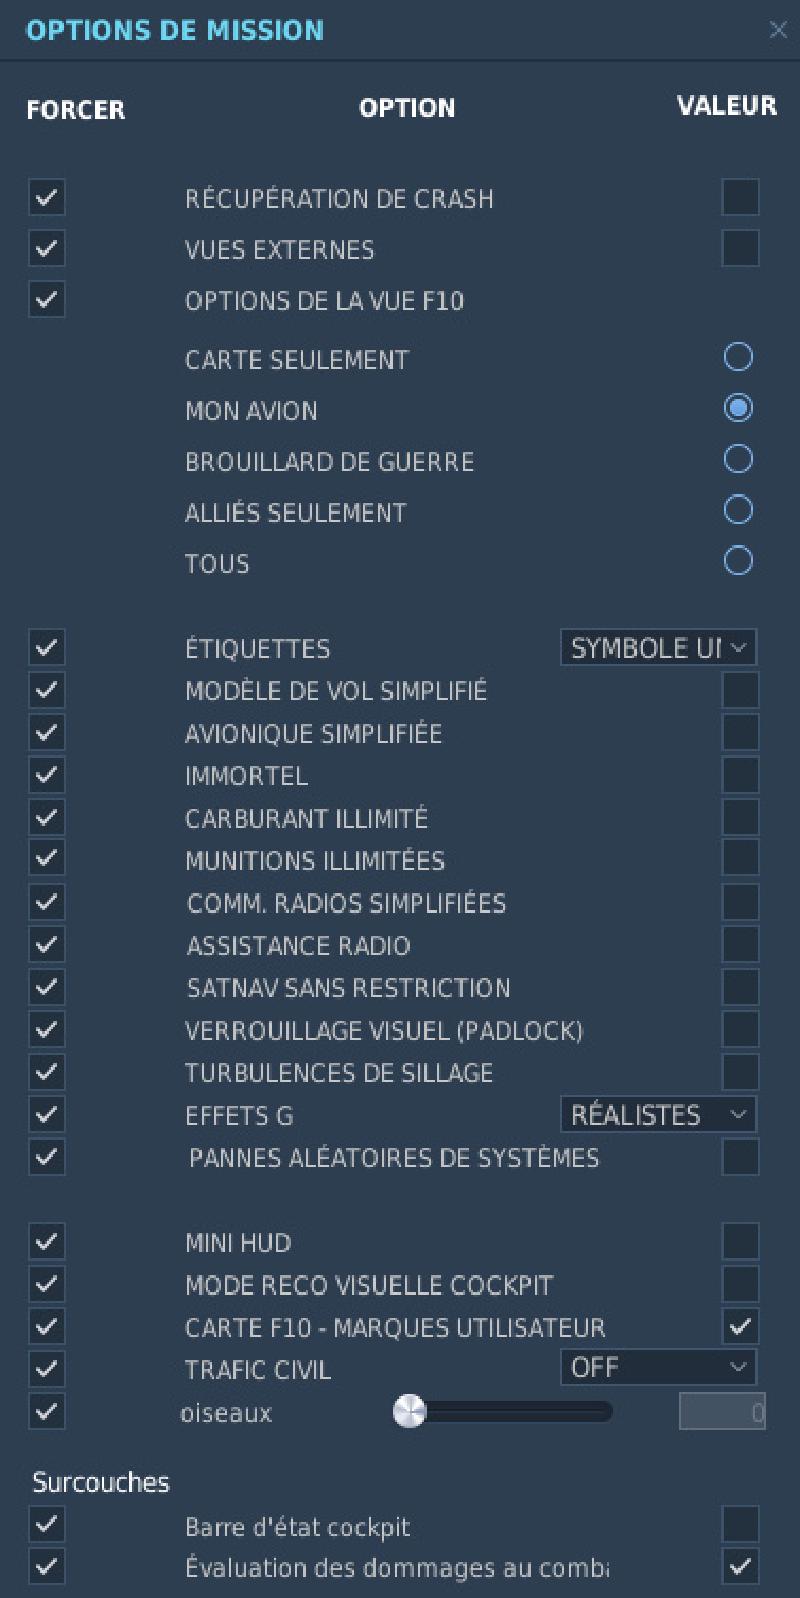 OPTIONS DE MISSION
FORCER OPTION VALEUR
RÉCUPÉRATION DE CRASH
VUES EXTERNES
OPTIONS DE LA VUE F10
CARTE SEULEMENT
MON AVION
BROUILLARD DE GUERRE
ALLIÉS SEULEMENT
TOUS
ÉTIQUETTES SYMBOLE
MODÈLE DE VOL SIMPLIFIÉ
AVIONIQUE SIMPLIFIÉE
IMMORTEL
CARBURANT ILLIMITÉ
MUNITIONS ILLIMITÉES
COMM. RADIOS SIMPLIFIÉES
ASSISTANCE RADIO
SATNAV SANS RESTRICTION
VERROUILLAGE VISUEL (PADLOCK)
TURBULENCES DE SILLAGE
EFFETS G RÉALISTES
PANNES ALÉATOIRES DE SYSTÈMES
MINI HUD
MODE RECO VISUELLE COCKPIT
CARTE F10 - MARQUES UTILISATEUR
TRAFIC CIVIL OFF
oiseaux 0
Surcouches
Barre d'état cockpit
Évaluation des dommages au